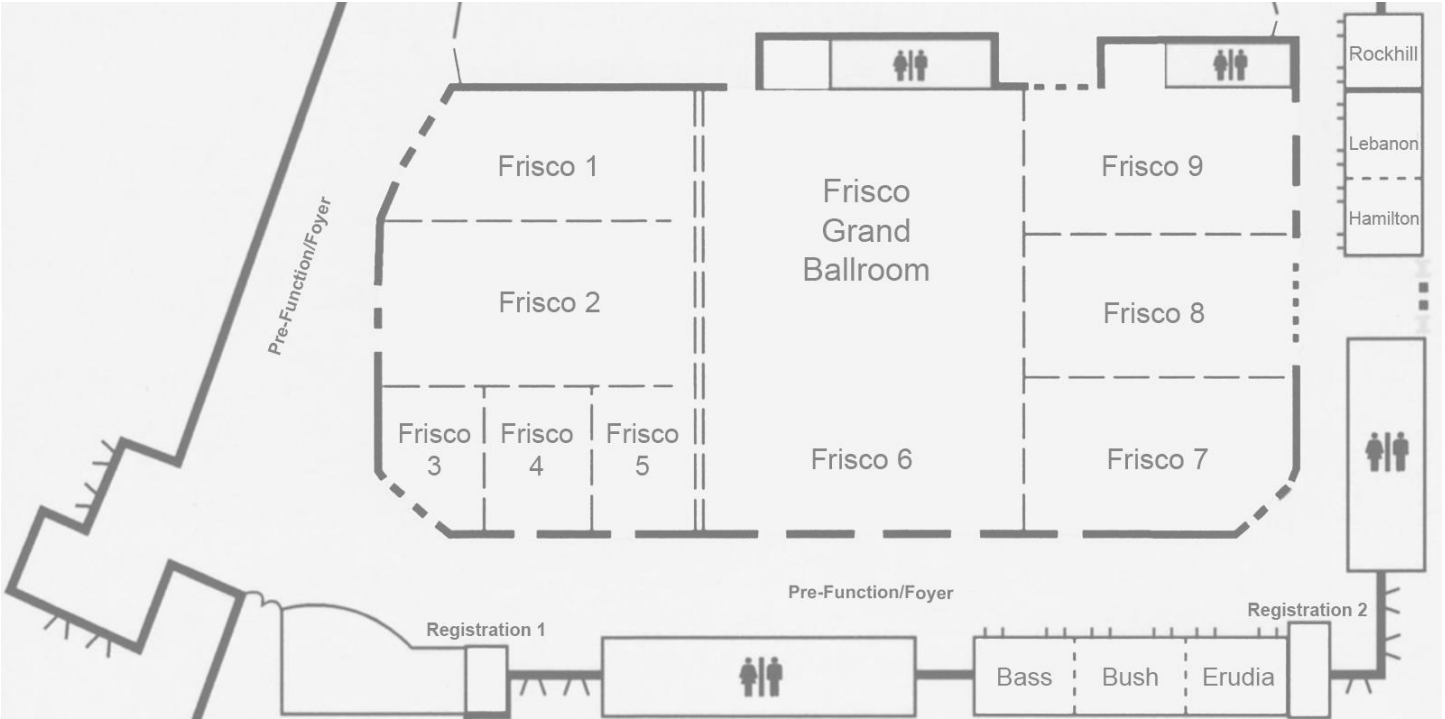 Rockhill
Lebanon
Hamilton
Frisco 1
Frisco 2
Frisco
3
Frisco
4
Frisco
5
Frisco
Grand
Ballroom
Frisco 6
Frisco 9
Frisco 8
Frisco 7
Pre-Function/Foyer
Pre-Function/Foyer
Registration 1
Registration 2
Bass
Bush
Erudia